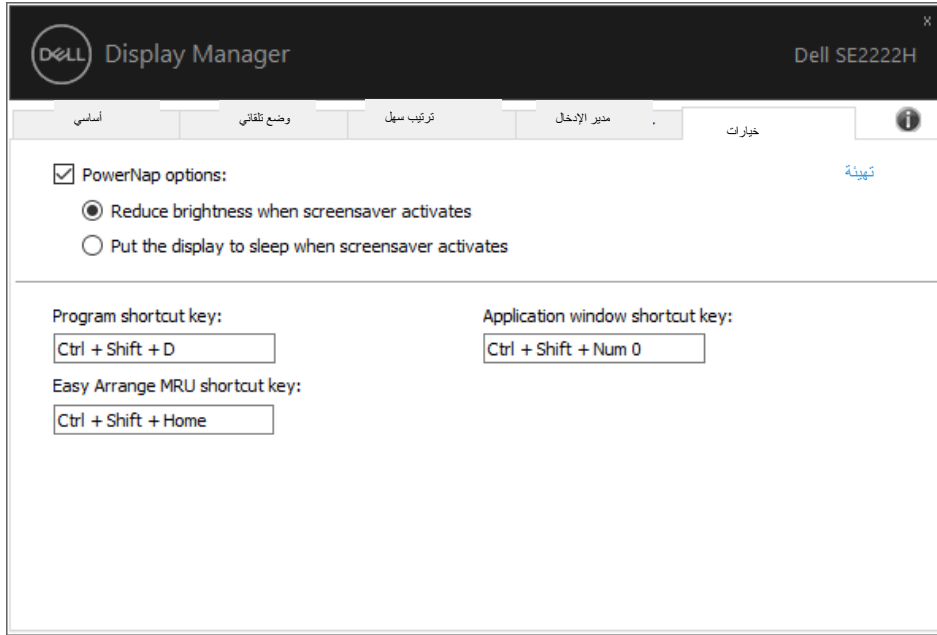 x
DELL Display Manager
Dell SE2222H
أساسي
وضع تلقائي
ترتيب سهل
مدير الإدخال .
خيارات
PowerNap options:
تهيئة
Reduce brightness when screensaver activates
Put the display to sleep when screensaver activates
Program shortcut key:
Application window shortcut key:
Ctrl + Shift + D
Ctrl + Shift + Num 0
Easy Arrange MRU shortcut key:
Ctrl + Shift + Home